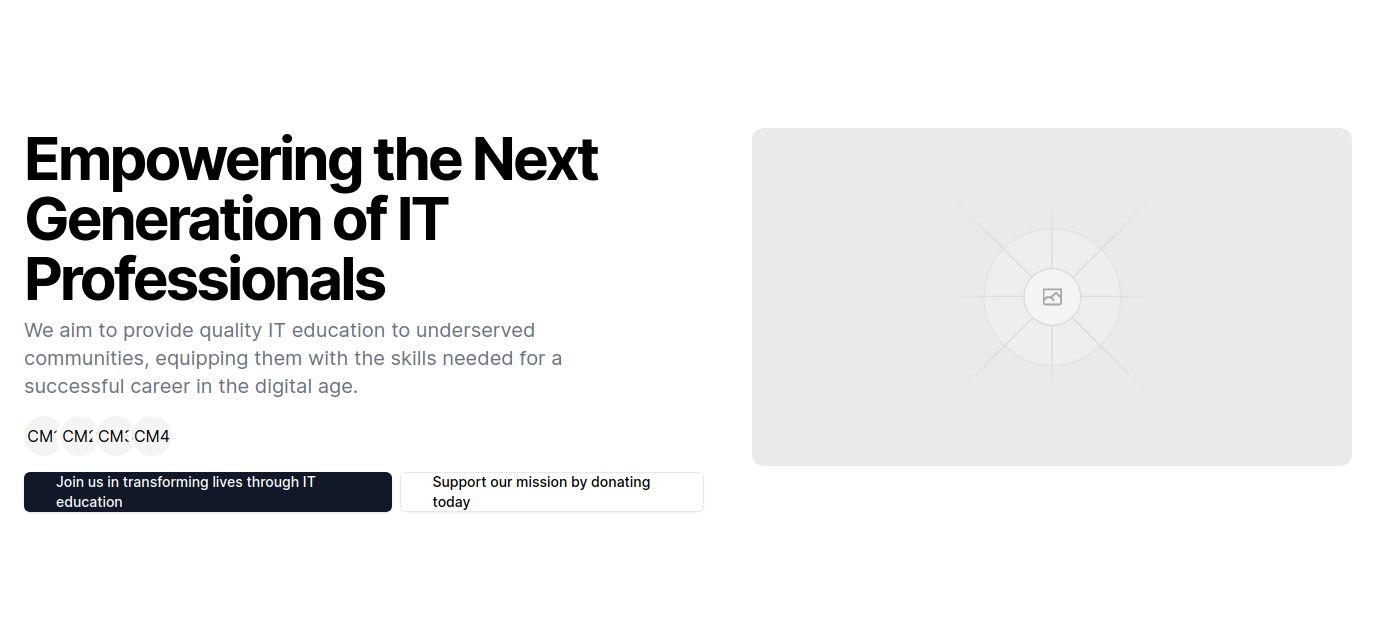 Empowering the Next
Generation of IT
Professionals
We aim to provide quality IT education to underserved
communities, equipping them with the skills needed for a
successful career in the digital age.
CM1 CM2 CM3 CM4
Join us in transforming lives through IT
education
Support our mission by donating
today